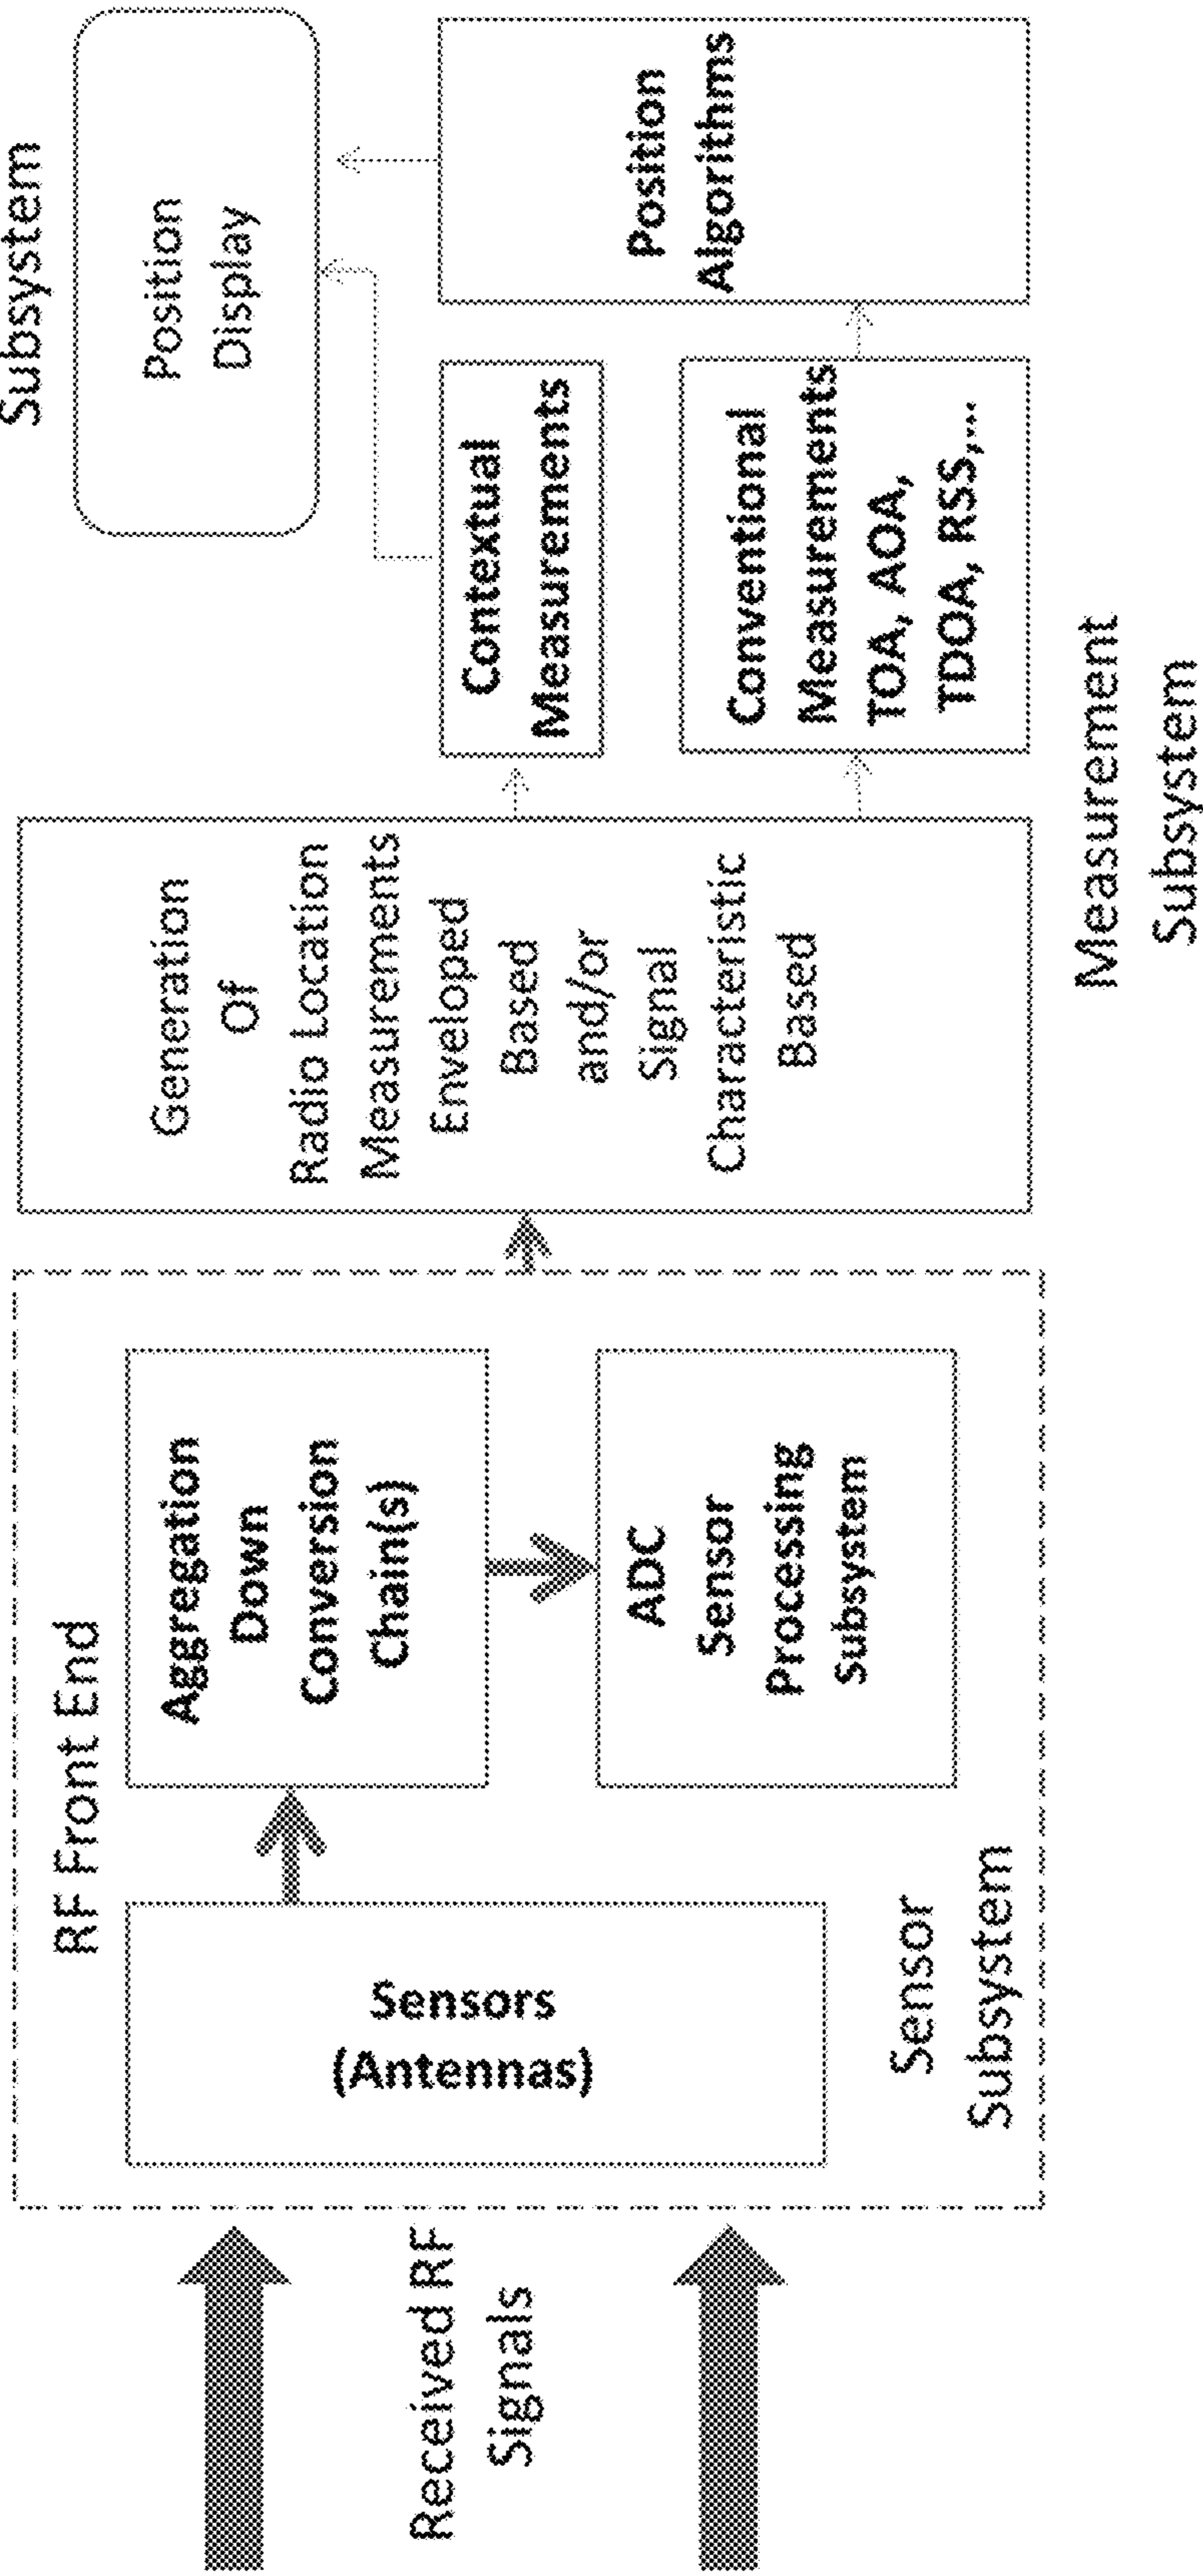 Received RF
Signals
RF Front End
Sensors
(Antennas)
Sensor
Subsystem
Aggregation
Down
Conversion
Chain(s)
ADC
Sensor
Processing
Subsystem
Generation
Of
Radio Location
Measurements
Enveloped
Based
and/or
Signal
Characteristic
Based
Measurement
Subsystem
Contextual
Measurements
Conventional
Measurements
TOA, AOA,
TDOA, RSS,...
Subsystem
Position
Display
Position
Algorithms